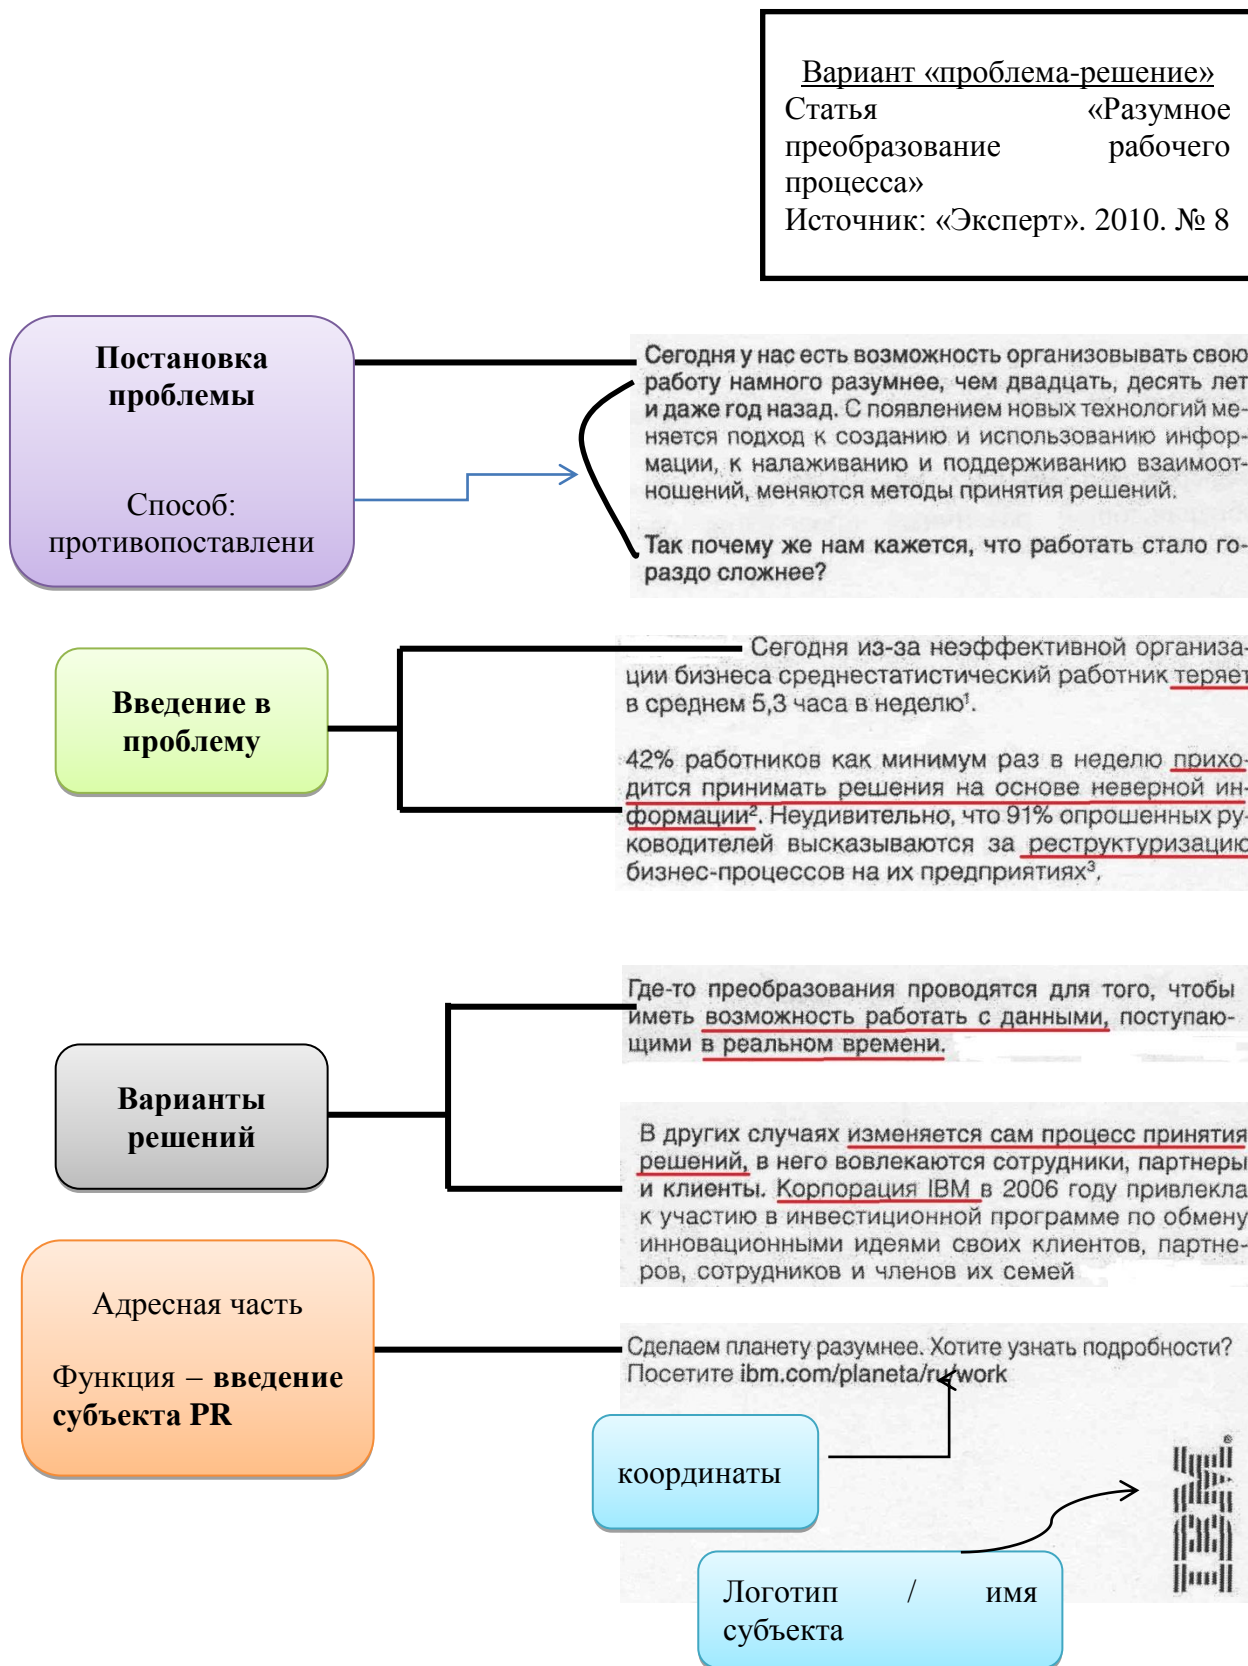 Вариант «проблема-решение»
Статья «Разумное
преобразование рабочего
процесса»
Источник: «Эксперт». 2010. № 8
Постановка
проблемы
Способ:
противопоставлени
Сегодня у нас есть возможность организовывать свою
работу намного разумнее, чем двадцать, десять лет
и даже год назад. С появлением новых технологий ме-
няется подход к созданию и использованию инфор-
мации, к налаживанию и поддерживанию взаимоот-
ношений, меняются методы принятия решений.
Так почему же нам кажется, что работать стало го-
раздо сложнее?
Введение в
проблему
Сегодня из-за неэффективной организа-
ции бизнеса среднестатистический работник теряет
в среднем 5,3 часа в неделю¹.
42% работников как минимум раз в неделю прихо-
дится принимать решения на основе неверной ин-
формации². Неудивительно, что 91% опрошенных ру-
ководителей высказываются за реструктуризацию
бизнес-процессов на их предприятиях³.
Варианты
решений
Где-то преобразования проводятся для того, чтобы
иметь возможность работать с данными, поступаю-
щими в реальном времени.
В других случаях изменяется сам процесс принятия
решений, в него вовлекаются сотрудники, партнеры
и клиенты. Корпорация IBM в 2006 году привлекла
к участию в инвестиционной программе по обмену
инновационными идеями своих клиентов, партне-
ров, сотрудников и членов их семей
Адресная часть
Функция – введение
субъекта PR
Сделаем планету разумнее. Хотите узнать подробности?
Посетите ibm.com/planeta/ru/work
координаты
IBM®
Логотип / имя
субъекта